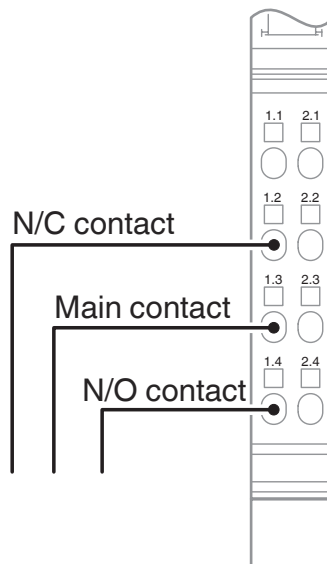 1.1 2.1
1.2 2.2
N/C contact
1.3 2.3
Main contact
1.4 2.4
N/O contact